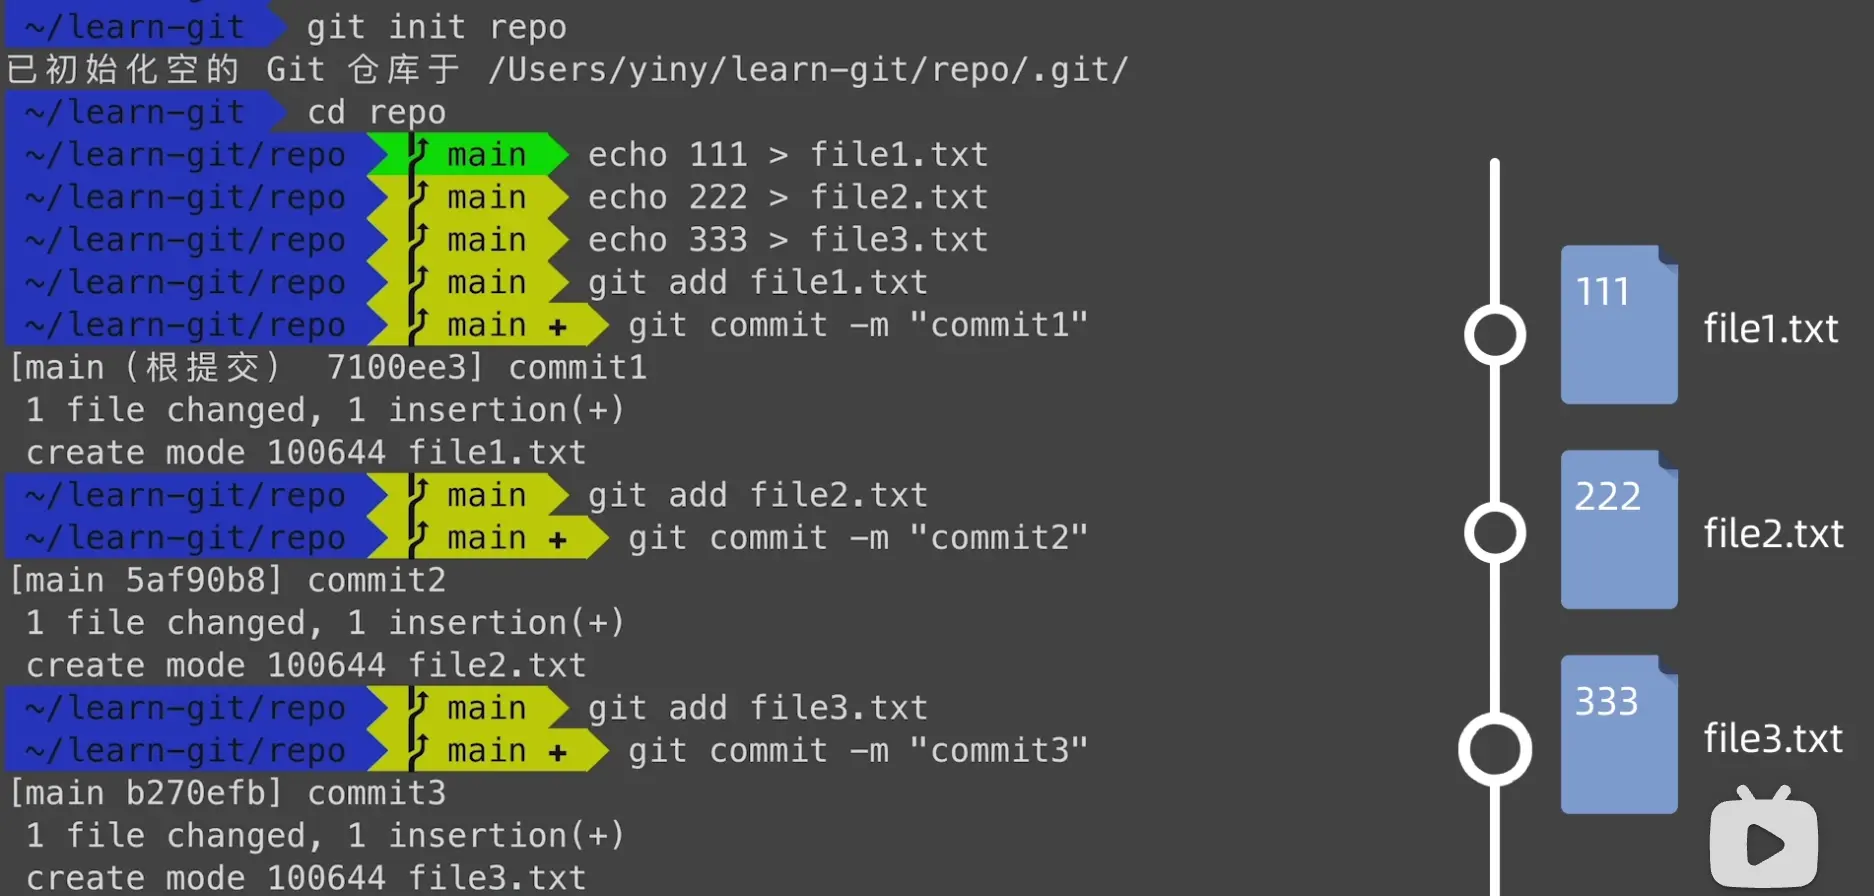 ~/learn-git git init repo
已初始化空的 Git 仓库于 /Users/yiny/learn-git/repo/.git/
~/learn-git cd repo
~/learn-git/repo main echo 111 > file1.txt
~/learn-git/repo main echo 222 > file2.txt
~/learn-git/repo main echo 333 > file3.txt
~/learn-git/repo main git add file1.txt
~/learn-git/repo main + git commit -m "commit1"
[main（根提交） 7100ee3] commit1
1 file changed, 1 insertion(+)
create mode 100644 file1.txt
~/learn-git/repo main git add file2.txt
~/learn-git/repo main + git commit -m "commit2"
[main 5af90b8] commit2
1 file changed, 1 insertion(+)
create mode 100644 file2.txt
~/learn-git/repo main git add file3.txt
~/learn-git/repo main + git commit -m "commit3"
[main b270efb] commit3
1 file changed, 1 insertion(+)
create mode 100644 file3.txt
111
file1.txt
222
file2.txt
333
file3.txt